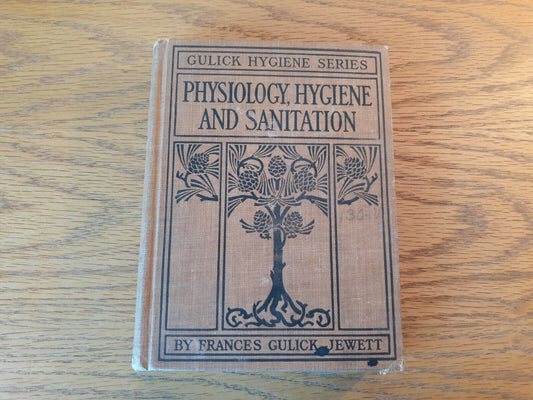 GULICK HYGIENE SERIES
PHYSIOLOGY, HYGIENE
AND SANITATION
BY FRANCES GULICK JEWETT